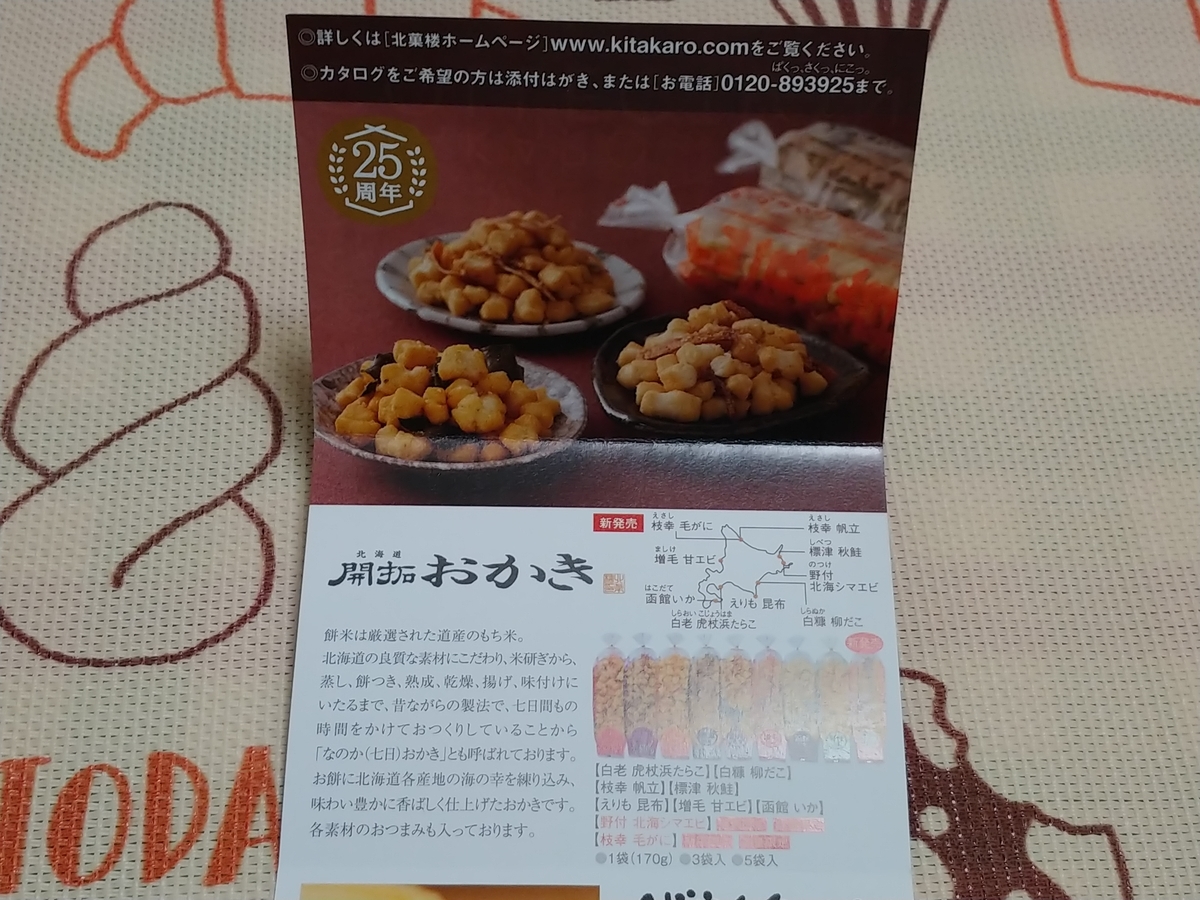 ◎詳しくは[北菓楼ホームページ]www.kitakaro.comをご覧ください。
ぱくっ、さくっ、にこっ。
◎カタログをご希望の方は添付はがき、または[お電話]0120-893925まで。
25
周年
新発売
えさし
枝幸 毛がに
えさし
枝幸 帆立
しべつ
標津 秋鮭
ましけ
増毛 甘エビ
のつけ
野付
北海シマエビ
はこだて
函館いか
えりも 昆布
しらおい こじょうはま
白老 虎杖浜たらこ
しらぬか
白糠 柳だこ
北海道
開拓おかき
餅米は厳選された道産のもち米。
北海道の良質な素材にこだわり、米研ぎから、
蒸し、餅つき、熟成、乾燥、揚げ、味付けに
いたるまで、昔ながらの製法で、七日間もの
時間をかけておつくりしていることから
「なのか(七日)おかき」とも呼ばれております。
お餅に北海道各産地の海の幸を練り込み、
味わい豊かに香ばしく仕上げたおかきです。
各素材のおつまみも入っております。
新発売
【白老 虎杖浜たらこ】【白糠 柳だこ】
【枝幸 帆立】【標津 秋鮭】
【えりも 昆布】【増毛 甘エビ】【函館 いか】
【野付 北海シマエビ】
【枝幸 毛がに】
●1袋(170g) ●3袋入 ●5袋入
TODA